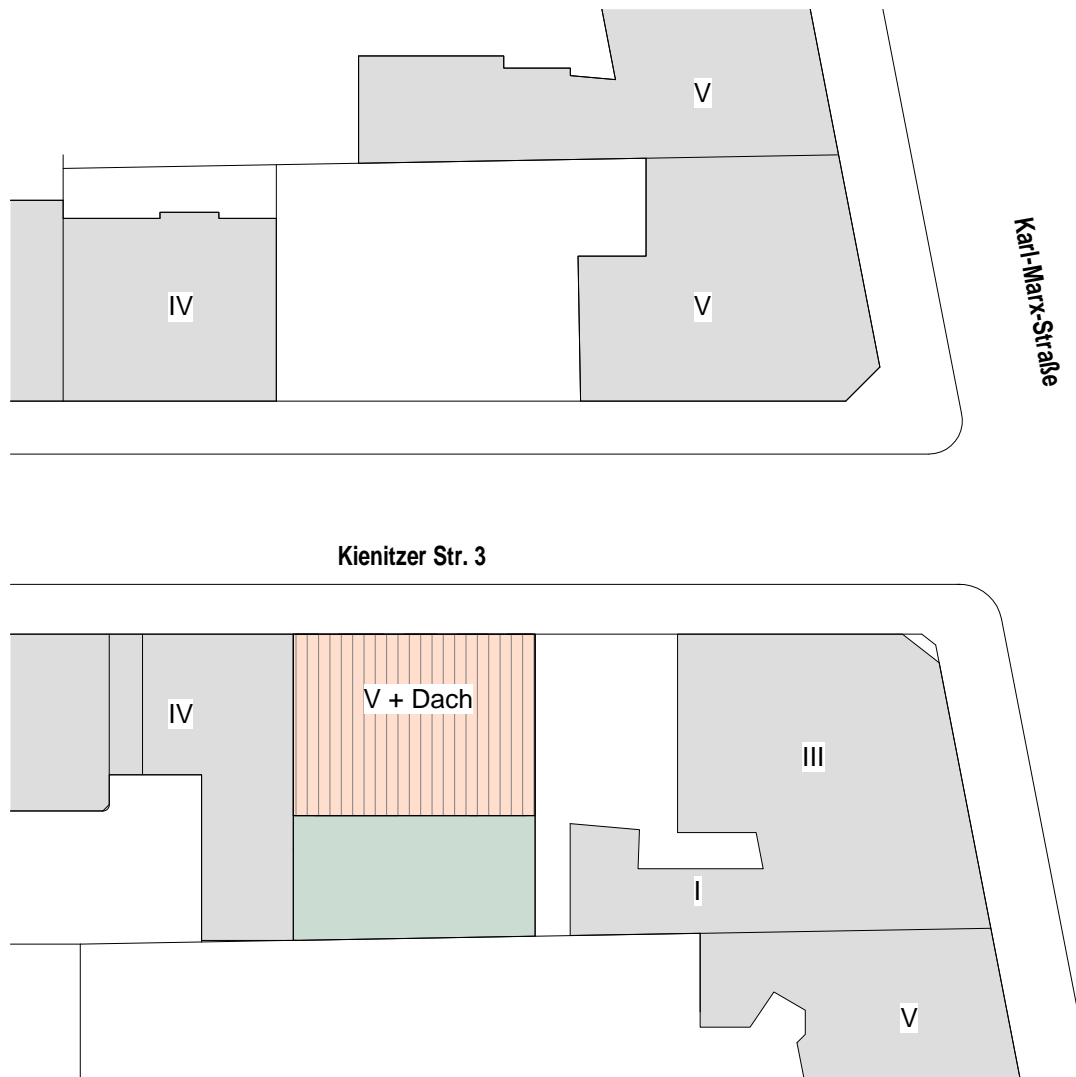 V
Karl-Marx-Straße
IV
V
Kienitzer Str. 3
V + Dach
IV
III
I
V